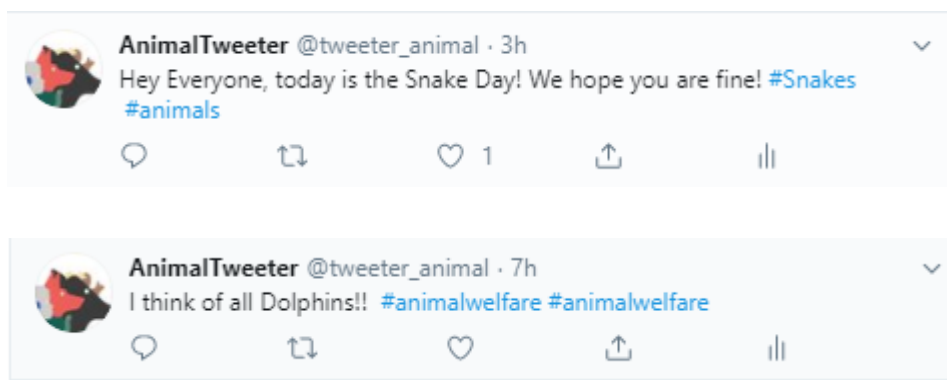 AnimalTweeter @tweeter_animal · 3h
Hey Everyone, today is the Snake Day! We hope you are fine! #Snakes
#animals
1
AnimalTweeter @tweeter_animal · 7h
I think of all Dolphins!! #animalwelfare #animalwelfare